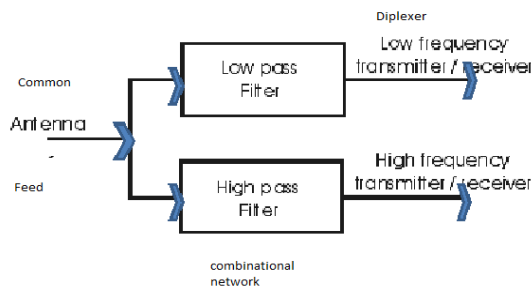 Diplexer
Low frequency
transmitter / receiver
Low pass
Filter
Common
Antenna
Feed
High pass
Filter
High frequency
transmitter / receiver
combinational
network